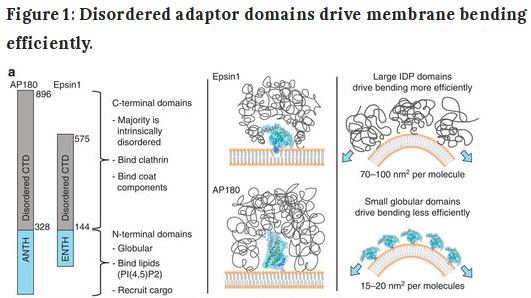 Figure 1: Disordered adaptor domains drive membrane bending
efficiently.
a
AP180
Epsin1
896
575
Disordered CTD
Disordered CTD
328
144
ANTH
ENTH
C-terminal domains
- Majority is
intrinsically
disordered
- Bind clathrin
- Bind coat
components
N-terminal domains
- Globular
- Bind lipids
(PI(4,5)P2)
- Recruit cargo
Epsin1
AP180
Large IDP domains
drive bending more efficiently
70–100 nm² per molecule
Small globular domains
drive bending less efficiently
15–20 nm² per molecules